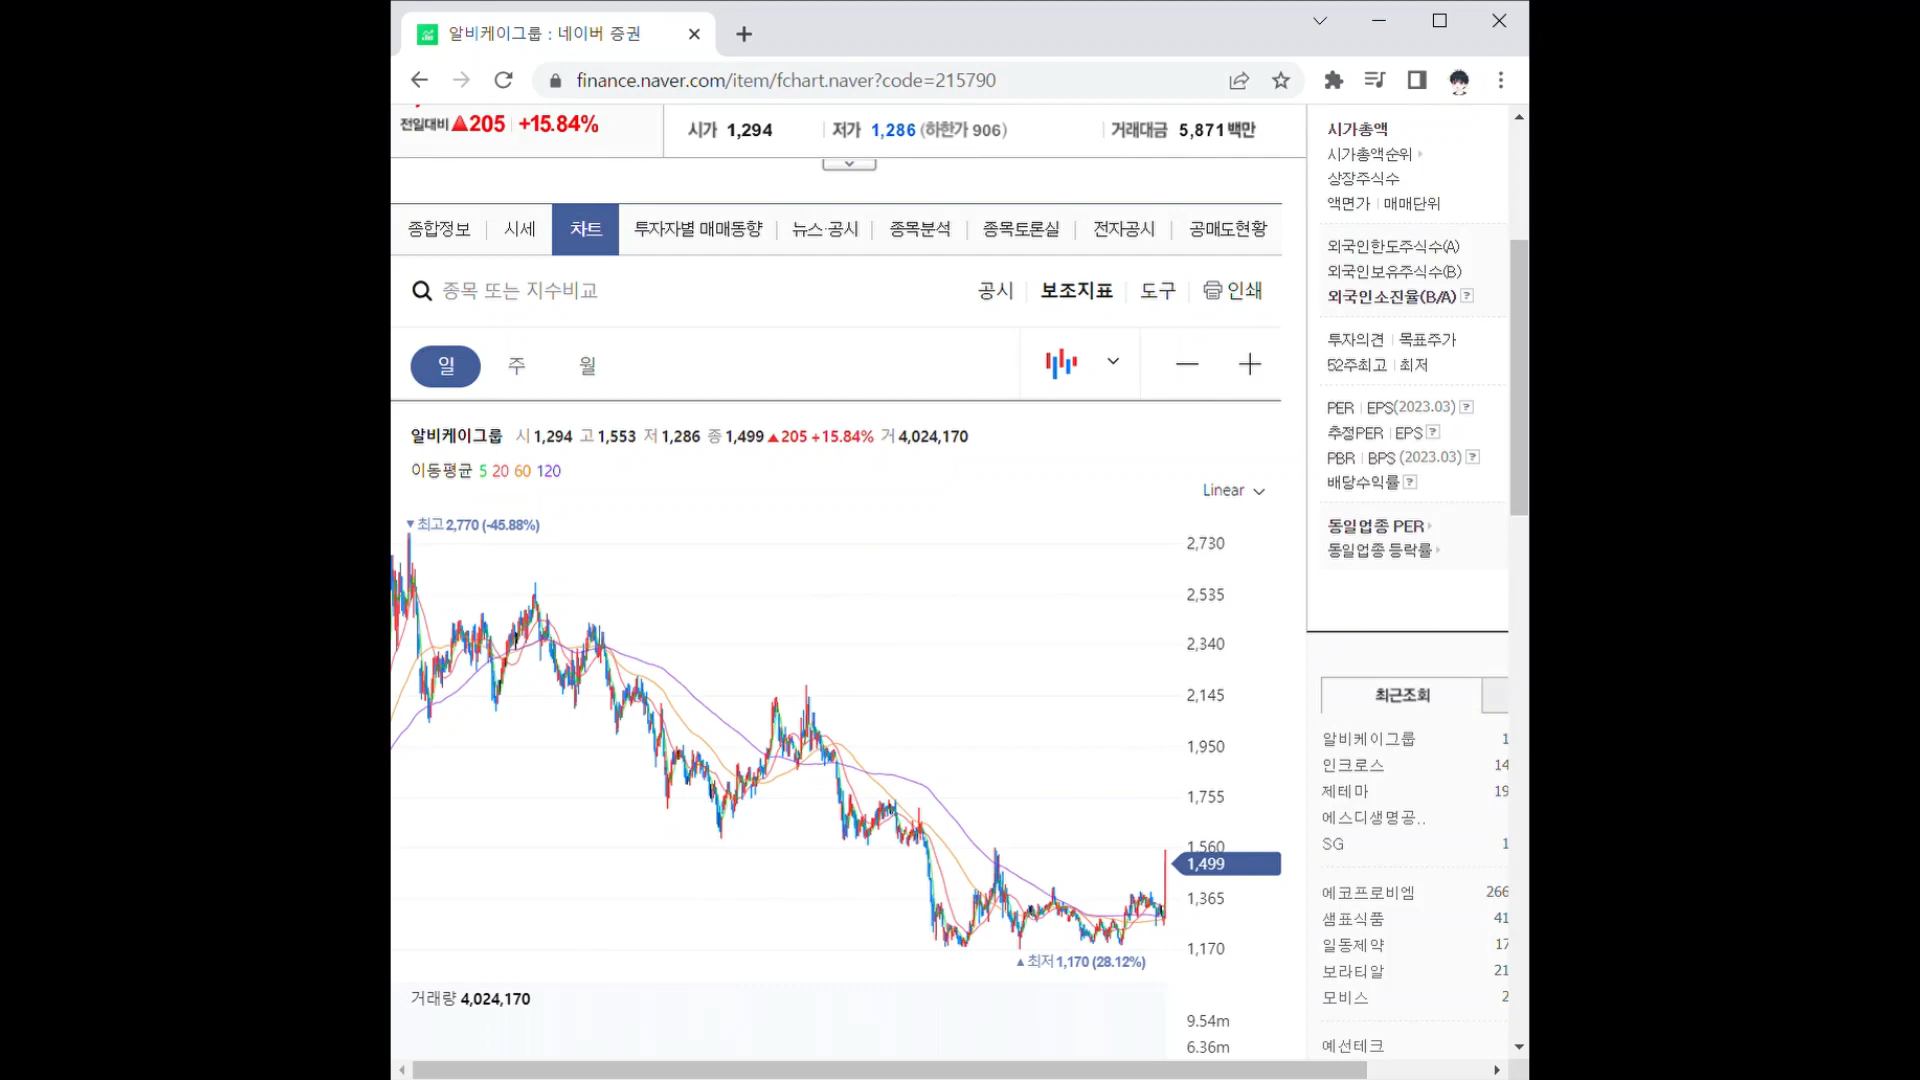 알비케이그룹 : 네이버 증권
finance.naver.com/item/fchart.naver?code=215790
전일대비 ▲205 +15.84%
시가 1,294
저가 1,286 (하한가 906)
거래대금 5,871백만
종합정보 시세 차트 투자자별 매매동향 뉴스·공시 종목분석 종목토론실 전자공시 공매도현황
종목 또는 지수비교
공시 보조지표 도구 인쇄
일 주 월
알비케이그룹 시 1,294 고 1,553 저 1,286 종 1,499 ▲205 +15.84% 거 4,024,170
이동평균 5 20 60 120
Linear
▼최고 2,770 (-45.88%)
2,730
2,535
2,340
2,145
1,950
1,755
1,560
1,499
1,365
1,170
▲최저 1,170 (28.12%)
거래량 4,024,170
9.54m
6.36m
시가총액
시가총액순위
상장주식수
액면가 매매단위
외국인한도주식수(A)
외국인보유주식수(B)
외국인소진율(B/A) ?
투자의견 목표주가
52주최고 최저
PER EPS(2023.03) ?
추정PER EPS ?
PBR BPS (2023.03) ?
배당수익률 ?
동일업종 PER
동일업종 등락률
최근조회
알비케이그룹 1
인크로스 14
제테마 19
에스디생명공..
SG 1
에코프로비엠 266
샘표식품 41
일동제약 17
보라티알 21
모비스 2
예선테크